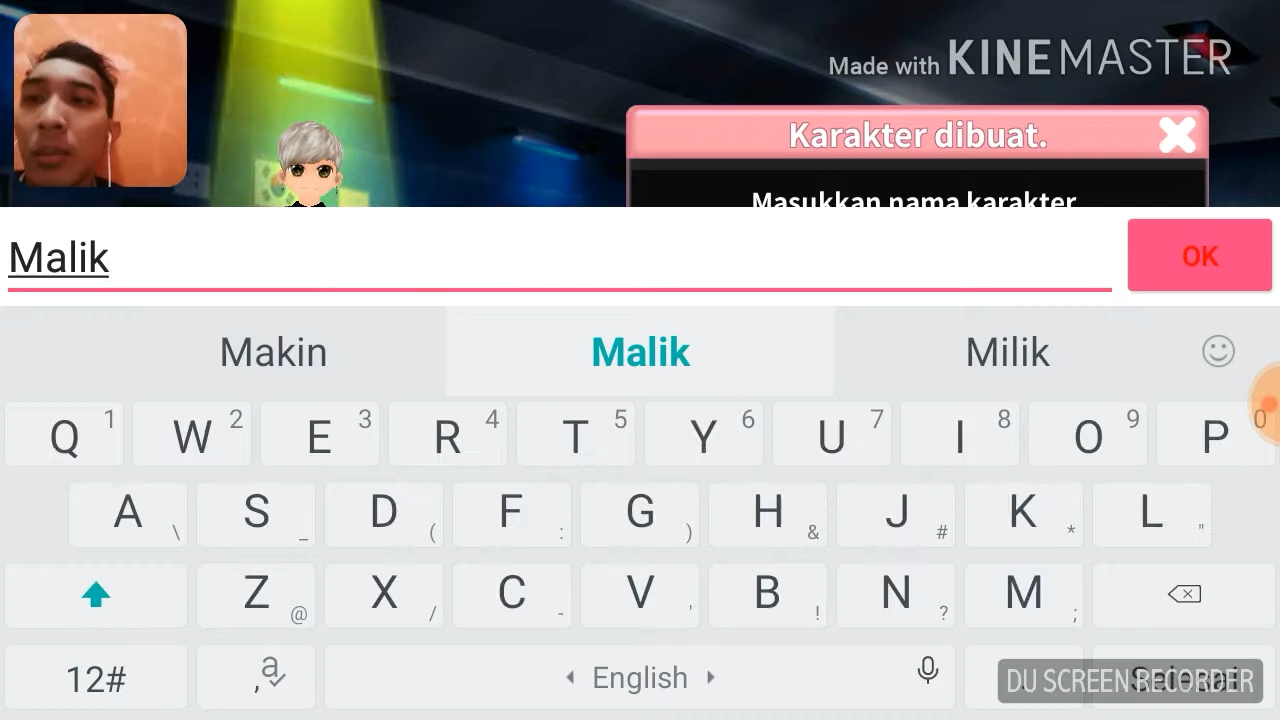 Made with KINEMASTER
Karakter dibuat.
Masukkan nama karakter
Malik
OK
Makin Malik Milik
Q 1 W 2 E 3 R 4 T 5 Y 6 U 7 I 8 O 9 P 0
A \ S _ D ( F : G ) H & J # K * L "
Z @ X / C - V ' B ! N ? M ;
12# , a English Selesai
DU SCREEN RECORDER